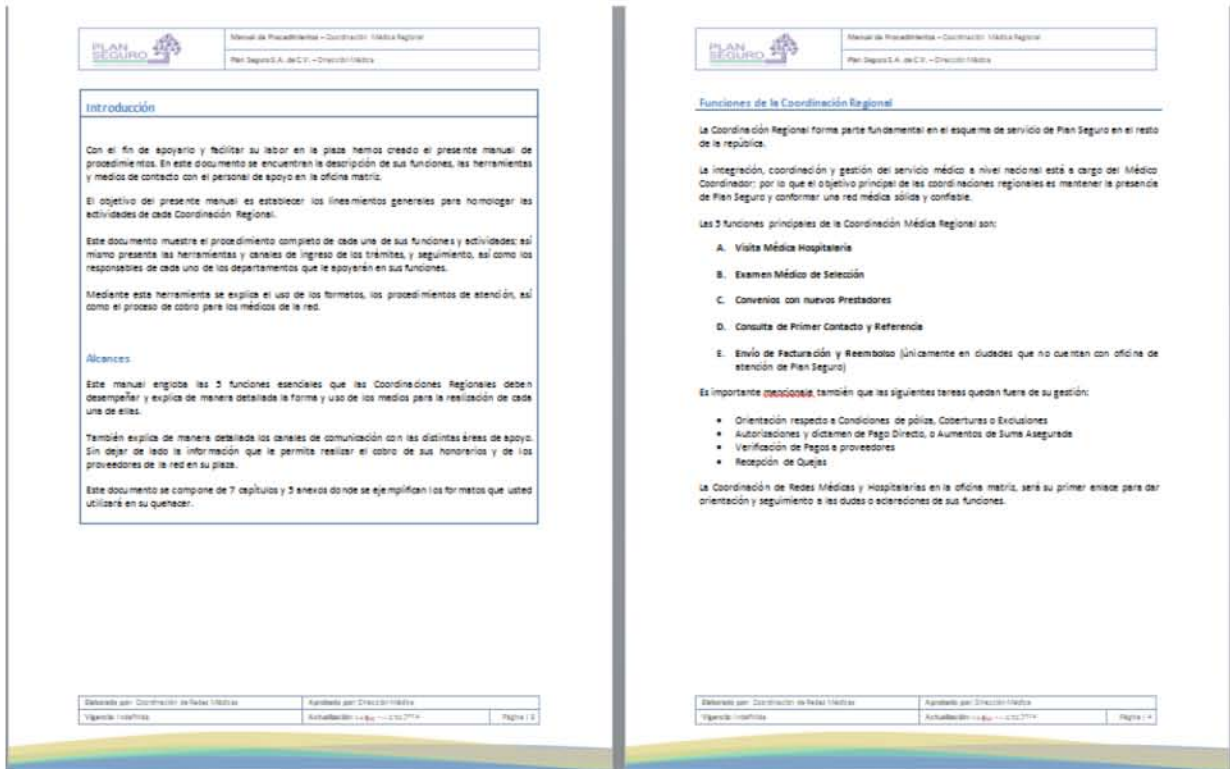 PLAN SEGURO
Manual de Procedimientos – Coordinación Médica Regional
Plan Seguro S.A. de C.V. – Dirección Médica
Introducción
Con el fin de apoyarlo y facilitar su labor en la plaza hemos creado el presente manual de
procedimientos. En este documento se encuentran la descripción de sus funciones, las herramientas
y medios de contacto con el personal de apoyo en la oficina matriz.
El objetivo del presente manual es establecer los lineamientos generales para homologar las
actividades de cada Coordinación Regional.
Este documento muestra el procedimiento completo de cada una de sus funciones y actividades; así
mismo presenta las herramientas y canales de ingreso de los trámites, y seguimiento, así como los
responsables de cada uno de los departamentos que le apoyarán en sus funciones.
Mediante esta herramienta se explica el uso de los formatos, los procedimientos de atención, así
como el proceso de cobro para los médicos de la red.
Alcances
Este manual engloba las 5 funciones esenciales que las Coordinaciones Regionales deben
desempeñar y explica de manera detallada la forma y uso de los medios para la realización de cada
una de ellas.
También explica de manera detallada los canales de comunicación con las distintas áreas de apoyo.
Sin dejar de lado la información que le permita realizar el cobro de sus honorarios y de los
proveedores de la red en su plaza.
Este documento se compone de 7 capítulos y 5 anexos donde se ejemplifican los formatos que usted
utilizará en su quehacer.
Elaborado por: Coordinación de Redes Médicas
Aprobado por: Dirección Médica
Vigencia: Indefinida
Actualización:
Página | 3
PLAN SEGURO
Manual de Procedimientos – Coordinación Médica Regional
Plan Seguro S.A. de C.V. – Dirección Médica
Funciones de la Coordinación Regional
La Coordinación Regional forma parte fundamental en el esquema de servicio de Plan Seguro en el resto
de la república.
La integración, coordinación y gestión del servicio médico a nivel nacional está a cargo del Médico
Coordinador; por lo que el objetivo principal de las coordinaciones regionales es mantener la presencia
de Plan Seguro y conformar una red médica sólida y confiable.
Las 5 funciones principales de la Coordinación Médica Regional son:
A. Visita Médica Hospitalaria
B. Examen Médico de Selección
C. Convenios con nuevos Prestadores
D. Consulta de Primer Contacto y Referencia
E. Envío de Facturación y Reembolso (únicamente en ciudades que no cuentan con oficina de
atención de Plan Seguro)
Es importante mencionale también que las siguientes tareas quedan fuera de su gestión:
• Orientación respecto a Condiciones de póliza, Coberturas o Exclusiones
• Autorizaciones y dictamen de Pago Directo, o Aumentos de Suma Asegurada
• Verificación de Pagos a proveedores
• Recepción de Quejas
La Coordinación de Redes Médicas y Hospitalarias en la oficina matriz, será su primer enlace para dar
orientación y seguimiento a las dudas o aclaraciones de sus funciones.
Elaborado por: Coordinación de Redes Médicas
Aprobado por: Dirección Médica
Vigencia: Indefinida
Actualización:
Página | 4